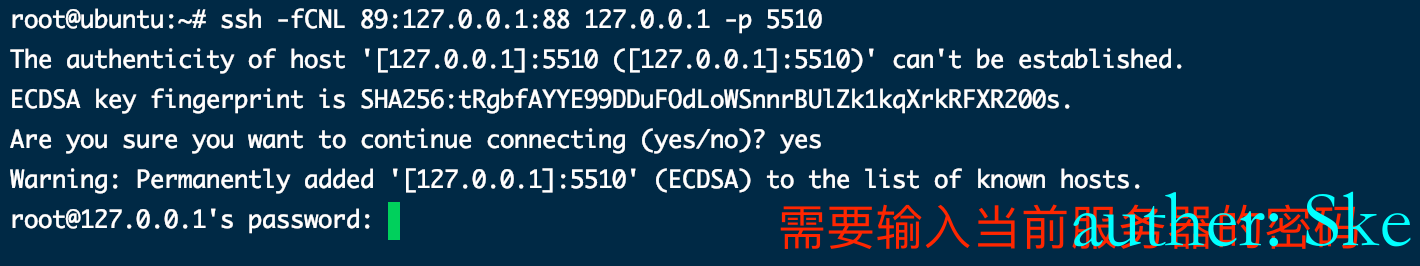 root@ubuntu:~# ssh -fCNL 89:127.0.0.1:88 127.0.0.1 -p 5510
The authenticity of host '[127.0.0.1]:5510 ([127.0.0.1]:5510)' can't be established.
ECDSA key fingerprint is SHA256:tRgbfAYYE99DDuFOdLoWSnnrBUlZk1kqXrkRFXR200s.
Are you sure you want to continue connecting (yes/no)? yes
Warning: Permanently added '[127.0.0.1]:5510' (ECDSA) to the list of known hosts.
root@127.0.0.1's password:
需要输入当前服务器的密码
auther: Ske